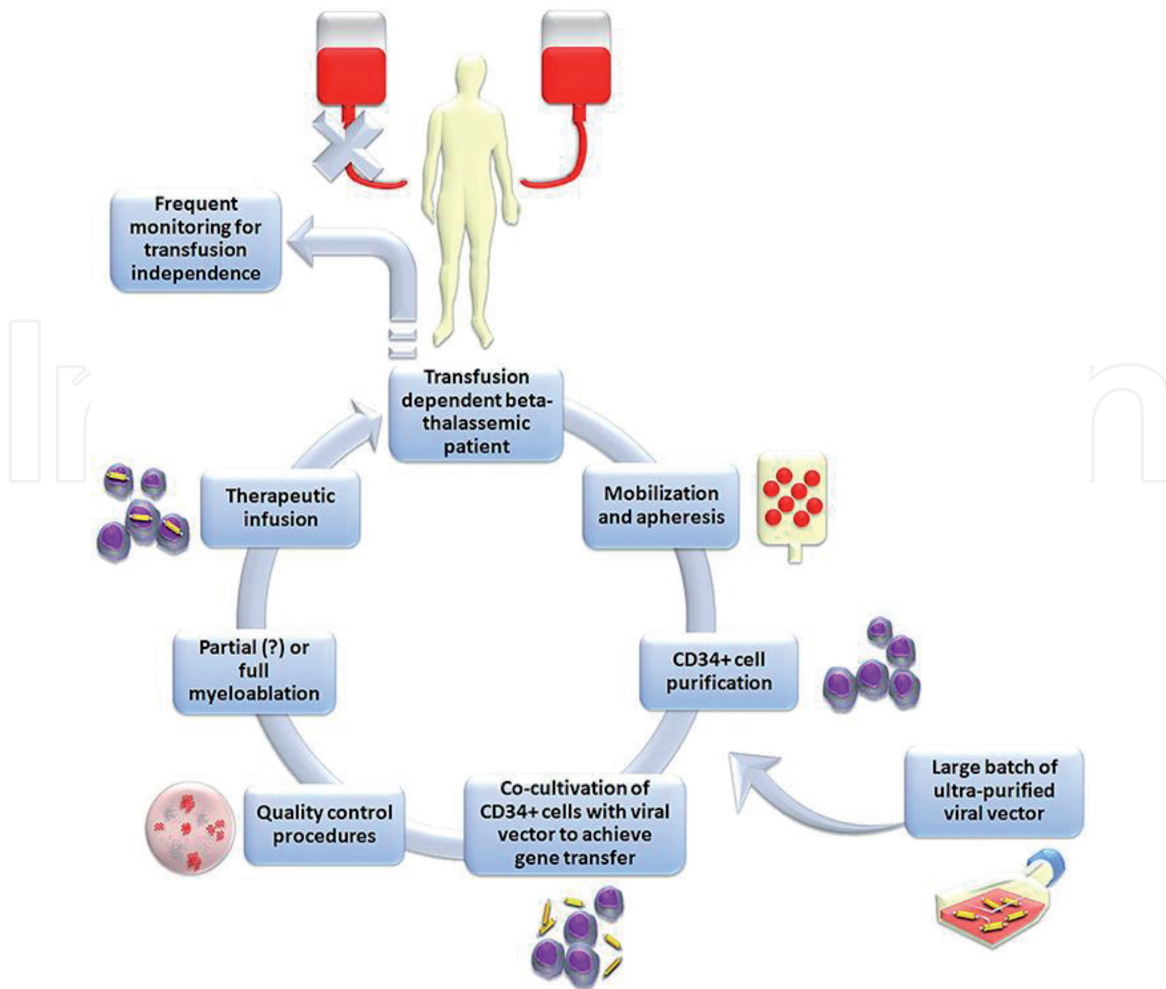 Frequent
monitoring for
transfusion
independence
Transfusion
dependent beta-
thalassemic
patient
Mobilization
and apheresis
CD34+ cell
purification
Large batch of
ultra-purified
viral vector
Co-cultivation of
CD34+ cells with viral
vector to achieve
gene transfer
Quality control
procedures
Partial (?) or
full
myeloablation
Therapeutic
infusion